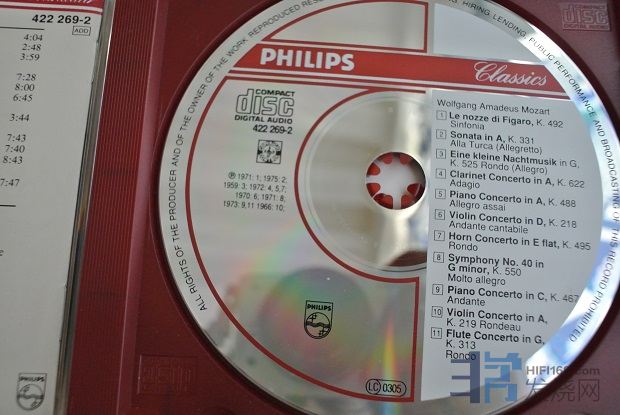 422 269-2
ADD
4:04
2:48
3:59
7:28
8:00
6:45
3:44
7:43
7:40
8:43
7:47
PHILIPS
ALL RIGHTS OF THE PRODUCER AND OF THE OWNER OF THE WORK REPRODUCED RESE
S HIRING LENDING, PUBLIC PERFORMANCE AND BROADCASTING OF THIS RECORD PROHIBITED
PHILIPS
Classics
COMPACT
disc
DIGITAL AUDIO
422 269-2
℗ 1971: 1; 1975: 2;
1959: 3; 1972: 4, 5,7;
1970: 6; 1971: 8;
1973: 9,11 1966: 10;
Wolfgang Amadeus Mozart
1 Le nozze di Figaro, K. 492
Sinfonia
2 Sonata in A, K. 331
Alla Turca (Allegretto)
3 Eine kleine Nachtmusik in G,
K. 525 Rondo (Allegro)
4 Clarinet Concerto in A, K. 622
Adagio
5 Piano Concerto in A, K. 488
Allegro assai
6 Violin Concerto in D, K. 218
Andante cantabile
7 Horn Concerto in E flat, K. 495
Rondo
8 Symphony No. 40 in
G minor, K. 550
Molto allegro
9 Piano Concerto in C, K. 467
Andante
10 Violin Concerto in A,
K. 219 Rondeau
11 Flute Concerto in G,
K. 313
Rondo
PHILIPS
LC 0305
disc
disc
HIFI168.com
发烧网